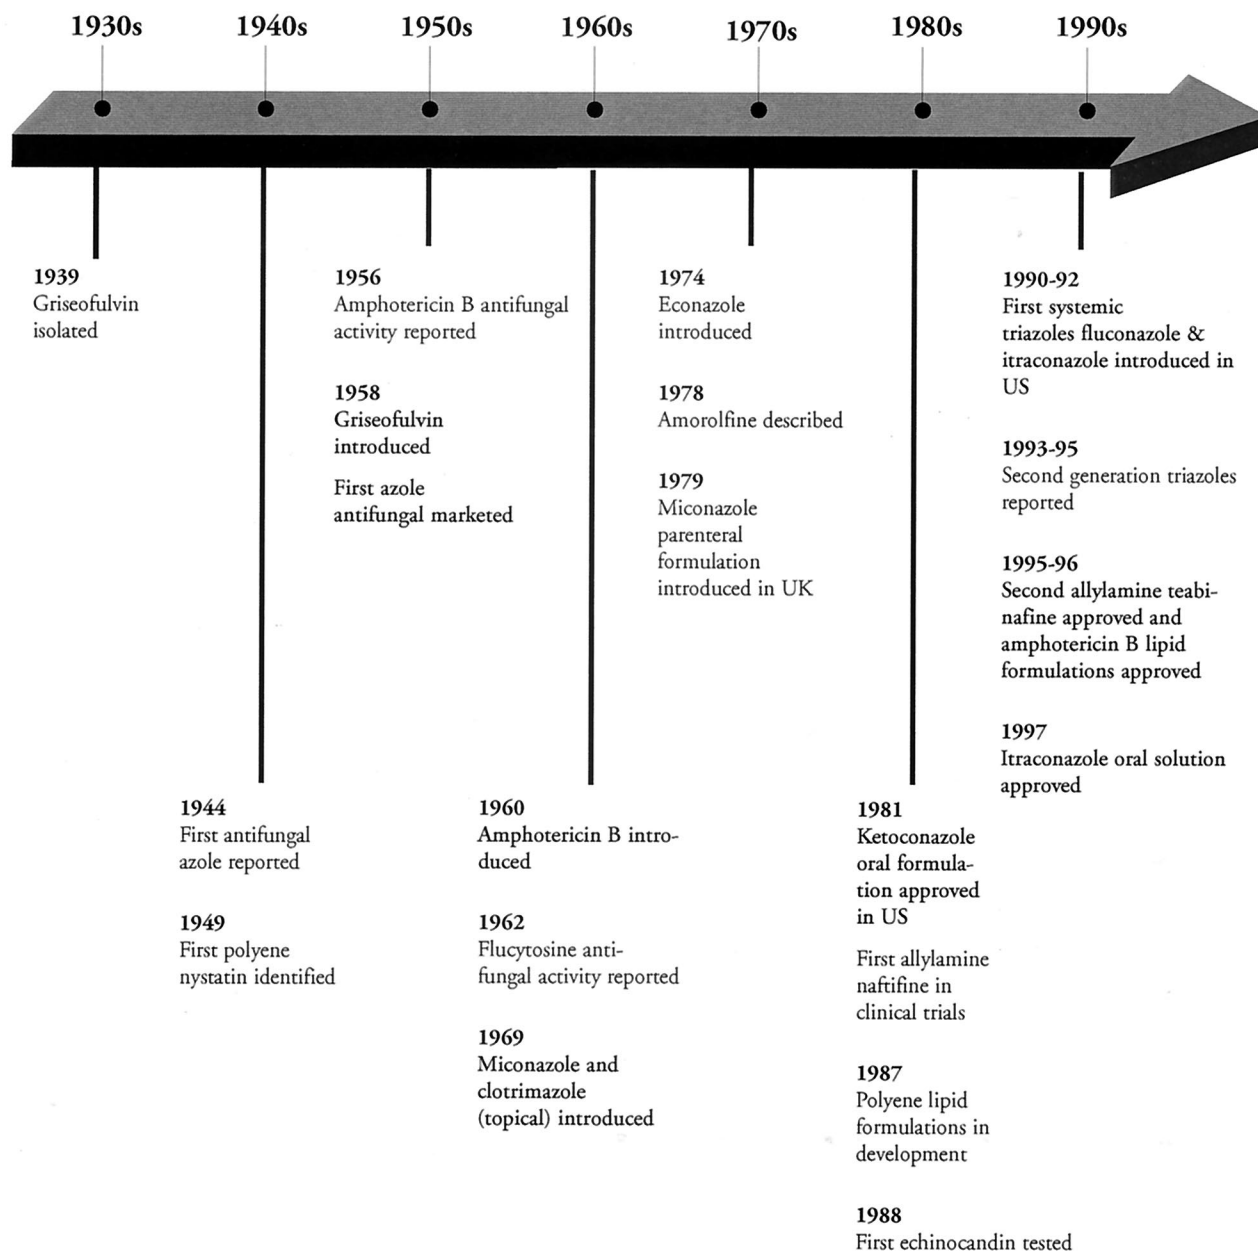 1930s
1940s
1950s
1960s
1970s
1980s
1990s
1939
Griseofulvin
isolated
1944
First antifungal
azole reported
1949
First polyene
nystatin identified
1956
Amphotericin B antifungal
activity reported
1958
Griseofulvin
introduced
First azole
antifungal marketed
1960
Amphotericin B intro-
duced
1962
Flucytosine anti-
fungal activity reported
1969
Miconazole and
clotrimazole
(topical) introduced
1974
Econazole
introduced
1978
Amorolfine described
1979
Miconazole
parenteral
formulation
introduced in UK
1981
Ketoconazole
oral formula-
tion approved
in US
First allylamine
naftifine in
clinical trials
1987
Polyene lipid
formulations in
development
1988
First echinocandin tested
1990-92
First systemic
triazoles fluconazole &
itraconazole introduced in
US
1993-95
Second generation triazoles
reported
1995-96
Second allylamine teabi-
nafine approved and
amphotericin B lipid
formulations approved
1997
Itraconazole oral solution
approved